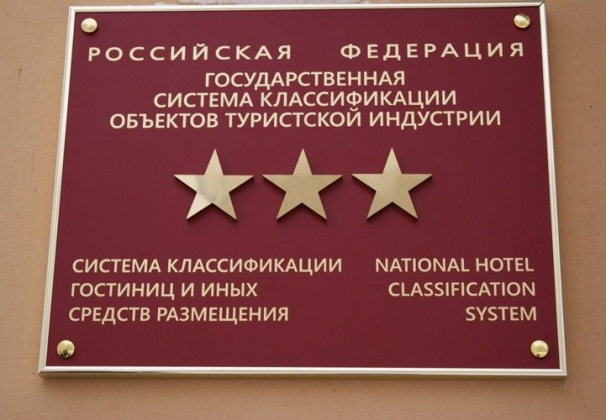 РОССИЙСКАЯ ФЕДЕРАЦИЯ
ГОСУДАРСТВЕННАЯ
СИСТЕМА КЛАССИФИКАЦИИ
ОБЪЕКТОВ ТУРИСТСКОЙ ИНДУСТРИИ
СИСТЕМА КЛАССИФИКАЦИИ
ГОСТИНИЦ И ИНЫХ
СРЕДСТВ РАЗМЕЩЕНИЯ
NATIONAL HOTEL
CLASSIFICATION
SYSTEM